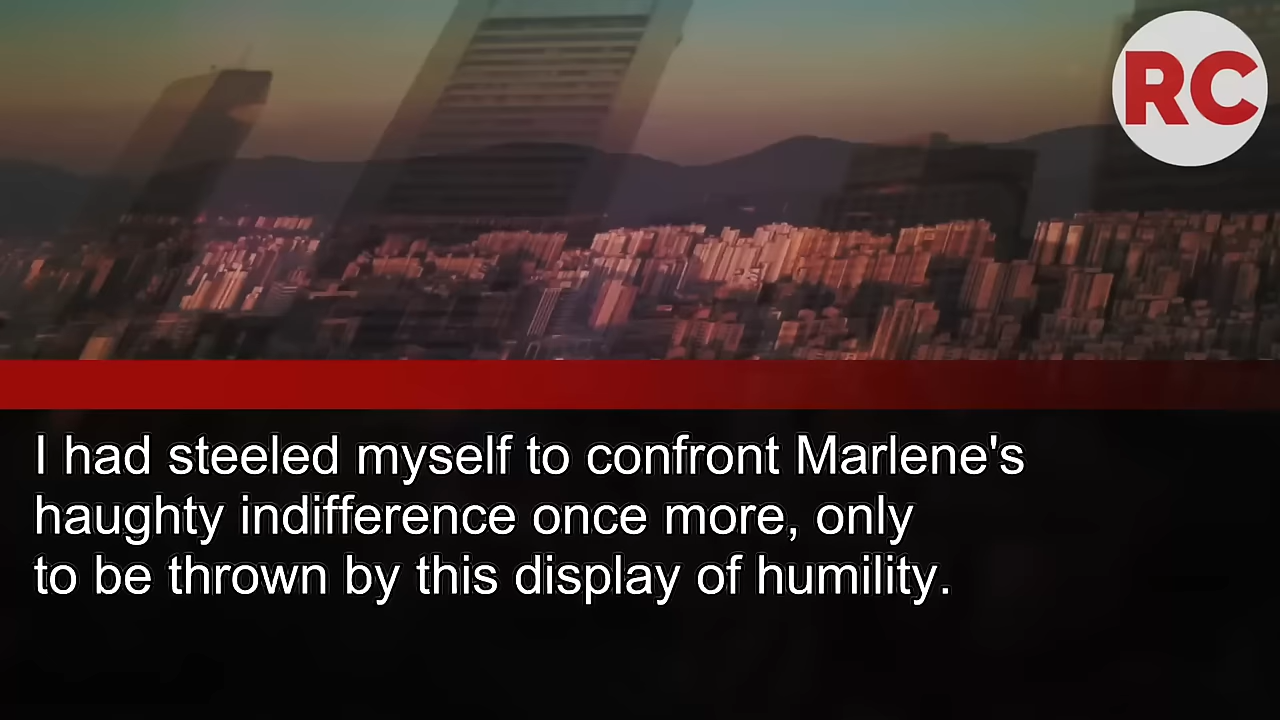 RC
I had steeled myself to confront Marlene's
haughty indifference once more, only
to be thrown by this display of humility.